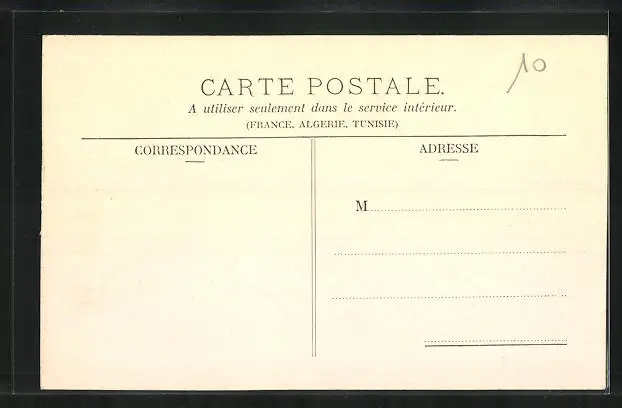 10
CARTE POSTALE.
A utiliser seulement dans le service intérieur.
(FRANCE, ALGERIE, TUNISIE)
CORRESPONDANCE
ADRESSE
M